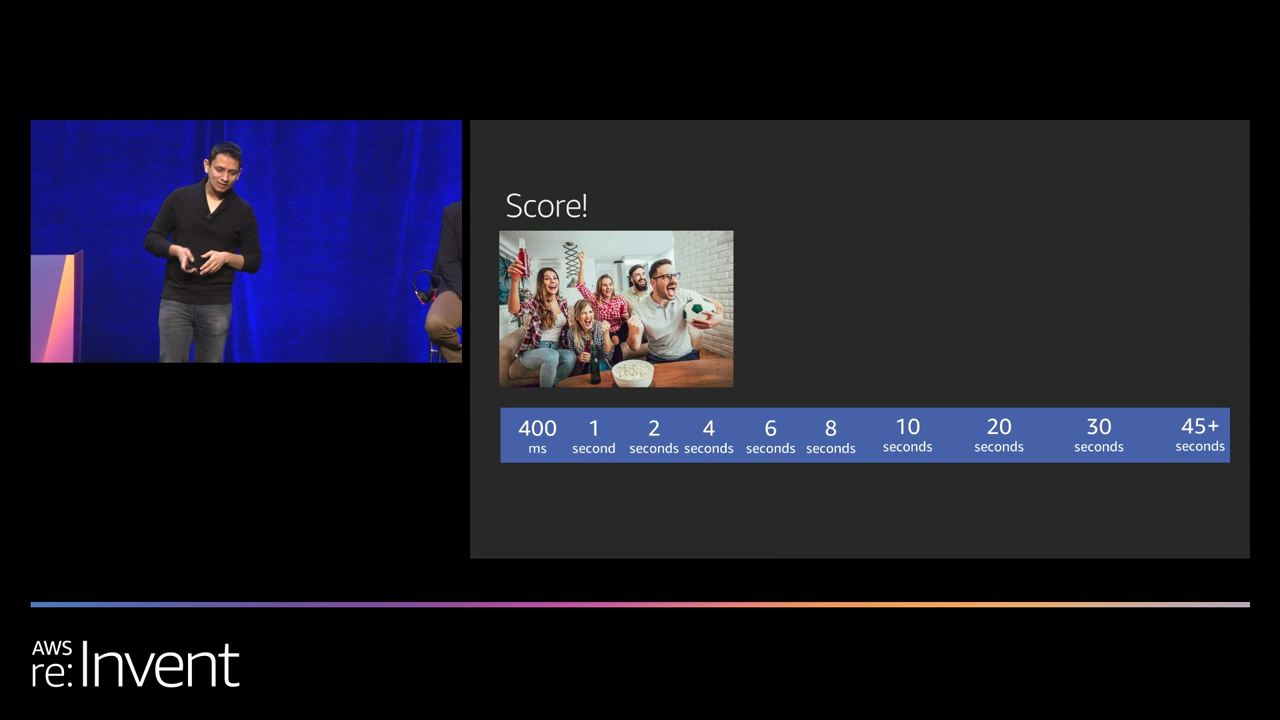 Score!
400 1 2 4 6 8 10 20 30 45+
ms second seconds seconds seconds seconds seconds seconds seconds seconds
AWS
re:Invent